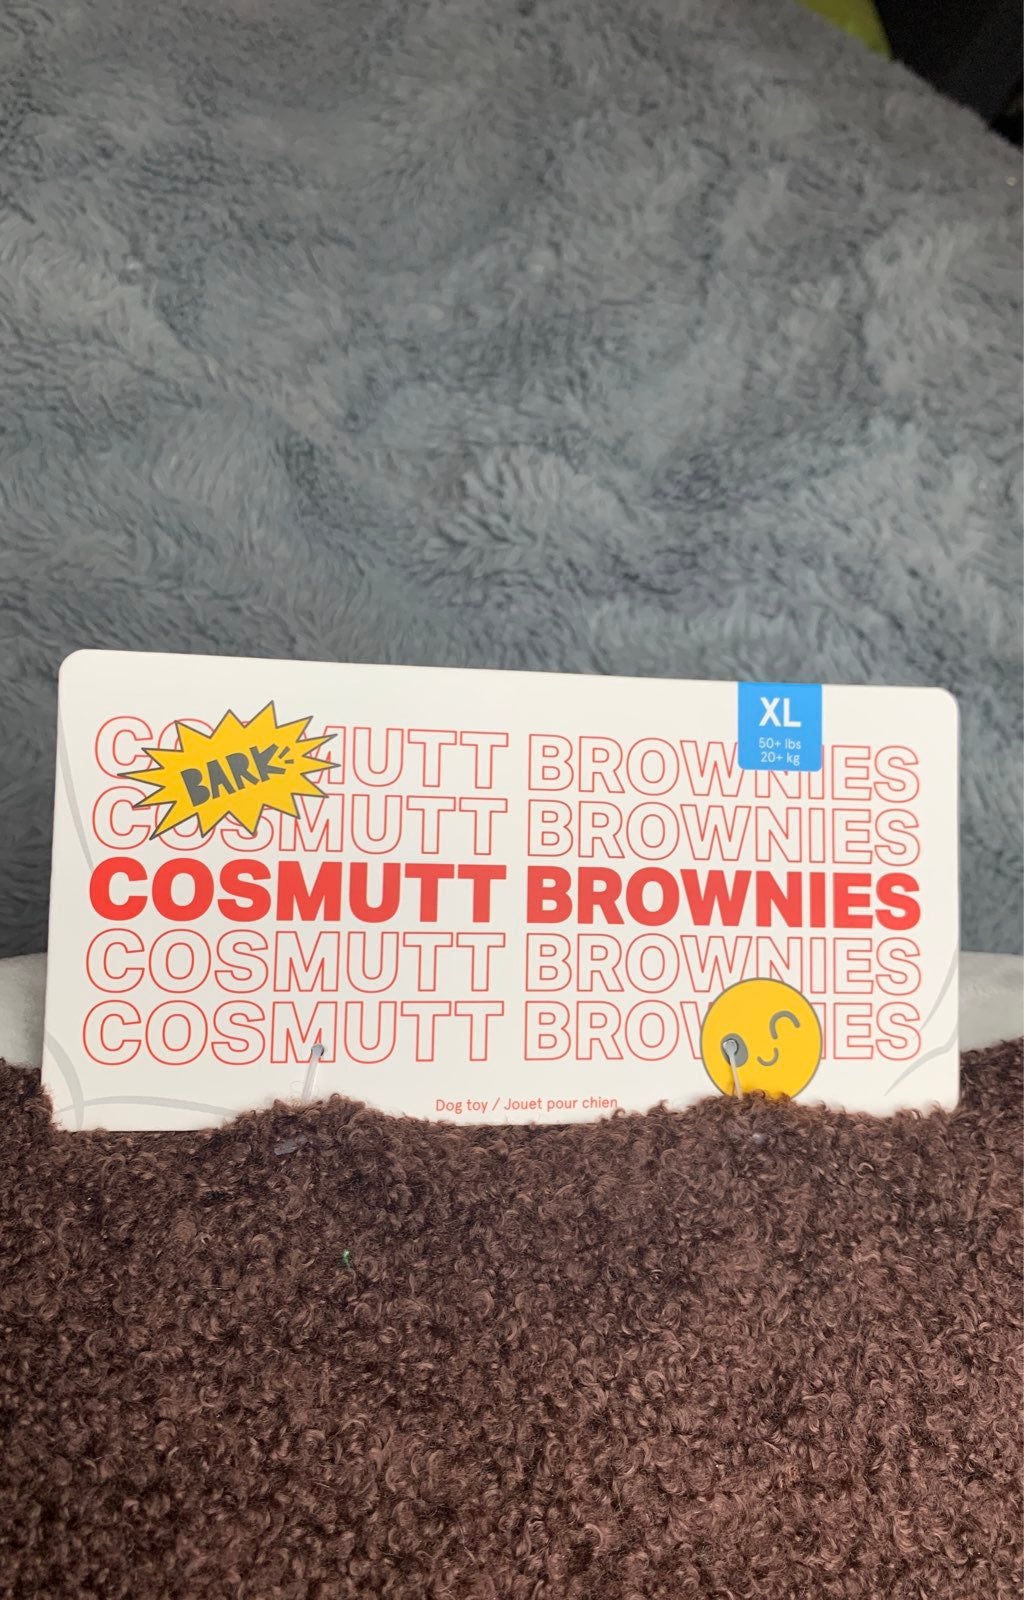 XL
50+ lbs
20+ kg
BARK
COSMUTT BROWNIES
COSMUTT BROWNIES
COSMUTT BROWNIES
COSMUTT BROWNIES
COSMUTT BROWNIES
Dog toy / Jouet pour chien